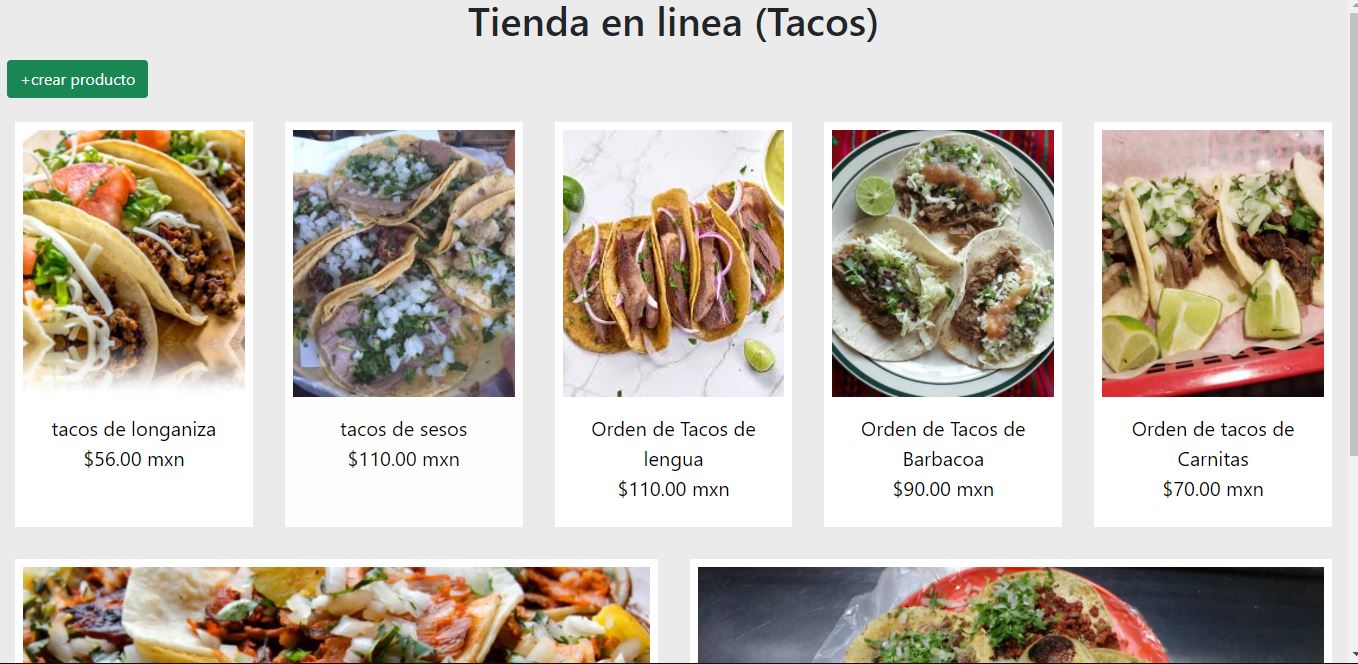 Tienda en linea (Tacos)
+crear producto
tacos de longaniza
$56.00 mxn
tacos de sesos
$110.00 mxn
Orden de Tacos de
lengua
$110.00 mxn
Orden de Tacos de
Barbacoa
$90.00 mxn
Orden de tacos de
Carnitas
$70.00 mxn